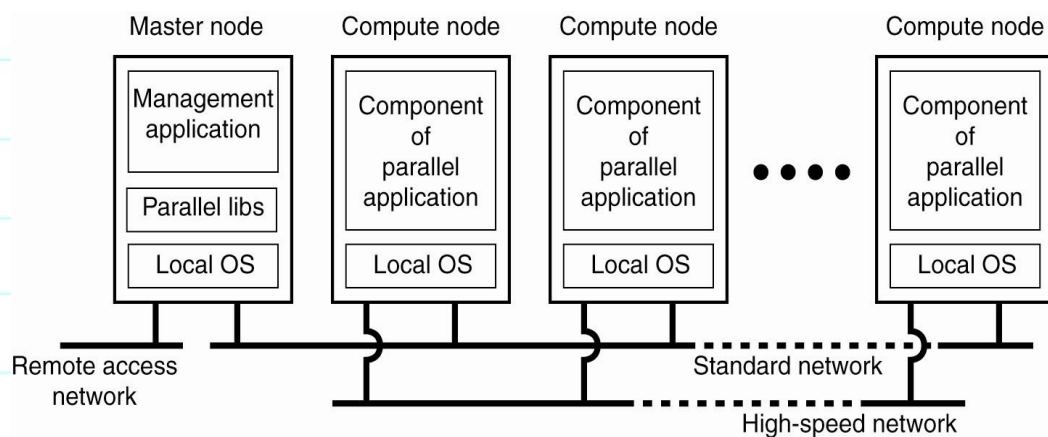 Master node
Compute node
Compute node
Compute node
Management
application
Parallel libs
Local OS
Component
of
parallel
application
Local OS
Component
of
parallel
application
Local OS
Component
of
parallel
application
Local OS
Remote access
network
Standard network
High-speed network